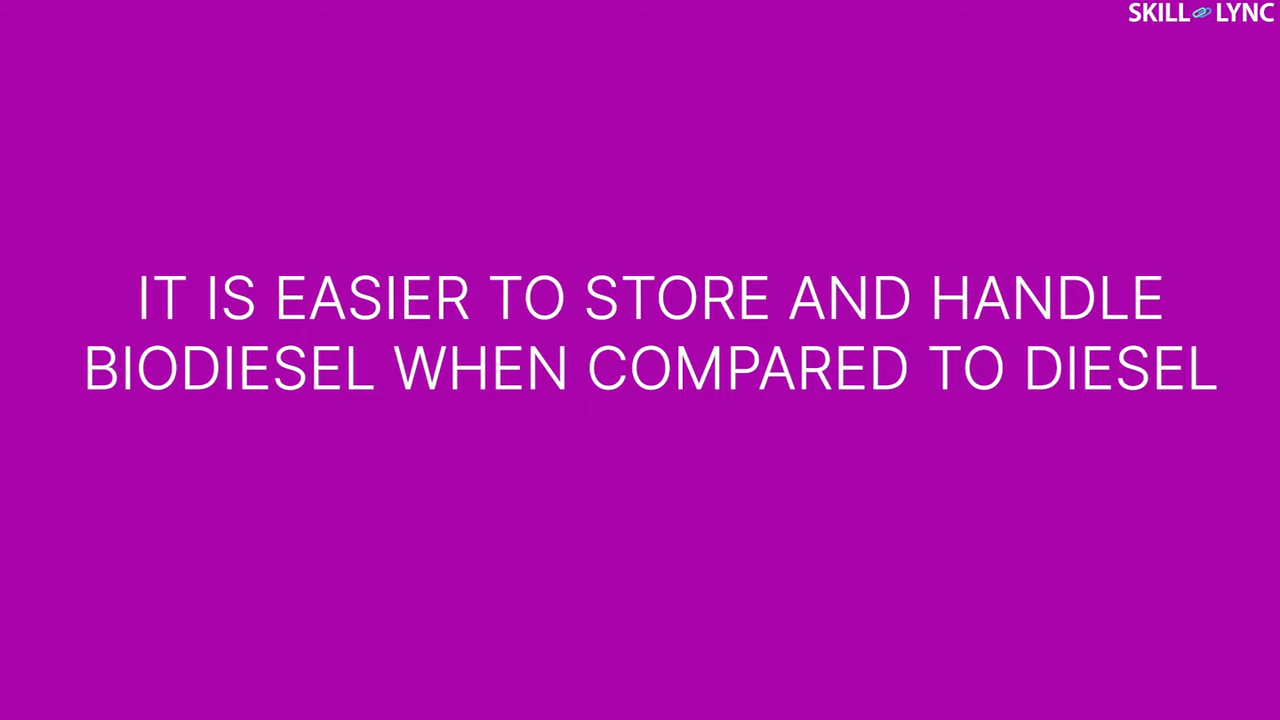 SKILL LYNC
IT IS EASIER TO STORE AND HANDLE
BIODIESEL WHEN COMPARED TO DIESEL